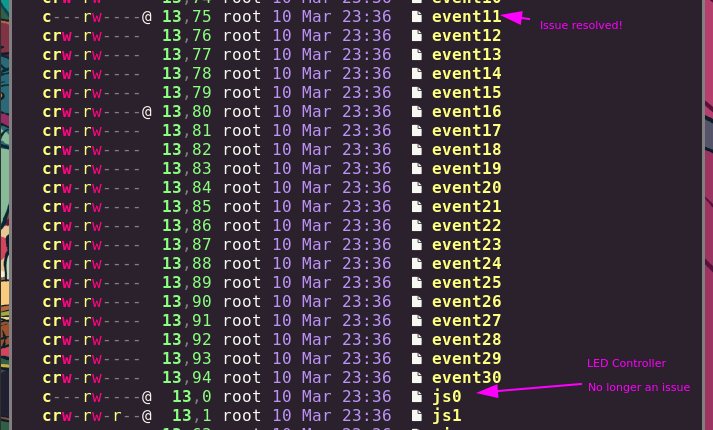 c---rw----@ 13,75 root 10 Mar 23:36 event11
Issue resolved!
crw-rw---- 13,76 root 10 Mar 23:36 event12
crw-rw---- 13,77 root 10 Mar 23:36 event13
crw-rw---- 13,78 root 10 Mar 23:36 event14
crw-rw---- 13,79 root 10 Mar 23:36 event15
crw-rw----@ 13,80 root 10 Mar 23:36 event16
crw-rw---- 13,81 root 10 Mar 23:36 event17
crw-rw---- 13,82 root 10 Mar 23:36 event18
crw-rw---- 13,83 root 10 Mar 23:36 event19
crw-rw---- 13,84 root 10 Mar 23:36 event20
crw-rw---- 13,85 root 10 Mar 23:36 event21
crw-rw---- 13,86 root 10 Mar 23:36 event22
crw-rw---- 13,87 root 10 Mar 23:36 event23
crw-rw---- 13,88 root 10 Mar 23:36 event24
crw-rw---- 13,89 root 10 Mar 23:36 event25
crw-rw---- 13,90 root 10 Mar 23:36 event26
crw-rw---- 13,91 root 10 Mar 23:36 event27
crw-rw---- 13,92 root 10 Mar 23:36 event28
crw-rw---- 13,93 root 10 Mar 23:36 event29
LED Controller
crw-rw---- 13,94 root 10 Mar 23:36 event30
No longer an issue
c---rw----@ 13,0 root 10 Mar 23:36 js0
crw-rw-r--@ 13,1 root 10 Mar 23:36 js1